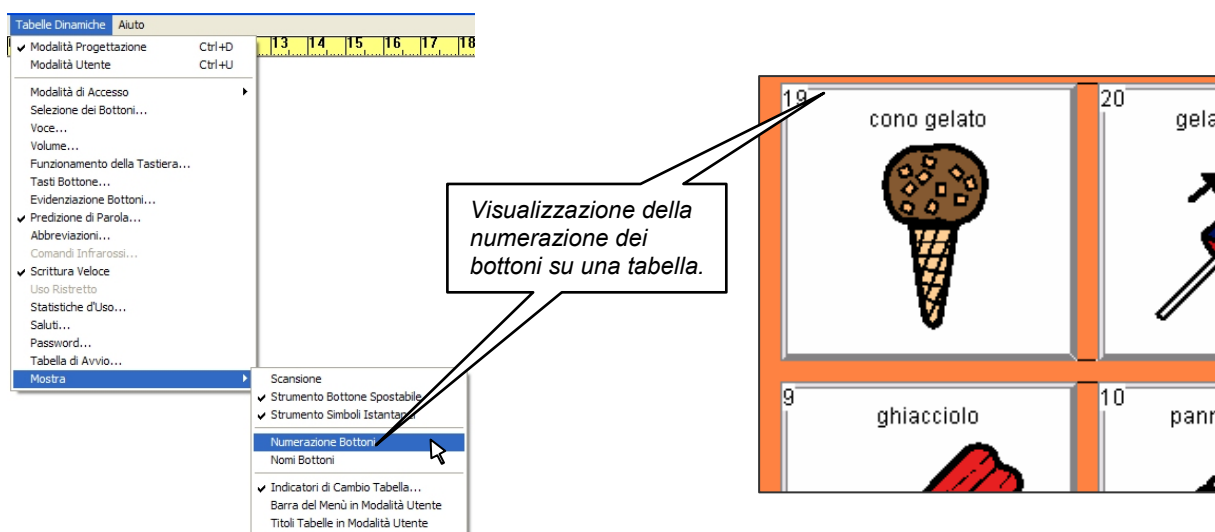 Tabelle Dinamiche Aiuto
13 14 15 16 17 18
Modalità Progettazione Ctrl+D
Modalità Utente Ctrl+U
Modalità di Accesso
Selezione dei Bottoni...
Voce...
Volume...
Funzionamento della Tastiera...
Tasti Bottone...
Evidenziazione Bottoni...
Predizione di Parola...
Abbreviazioni...
Comandi Infrarossi...
Scrittura Veloce
Uso Ristretto
Statistiche d'Uso...
Saluti...
Password...
Tabella di Avvio...
Mostra
Scansione
Strumento Bottone Spostabile
Strumento Simboli Istantanei
Numerazione Bottoni
Nomi Bottoni
Indicatori di Cambio Tabella...
Barra del Menù in Modalità Utente
Titoli Tabelle in Modalità Utente
Visualizzazione della
numerazione dei
bottoni su una tabella.
19
cono gelato
20
gela
9
ghiacciolo
10